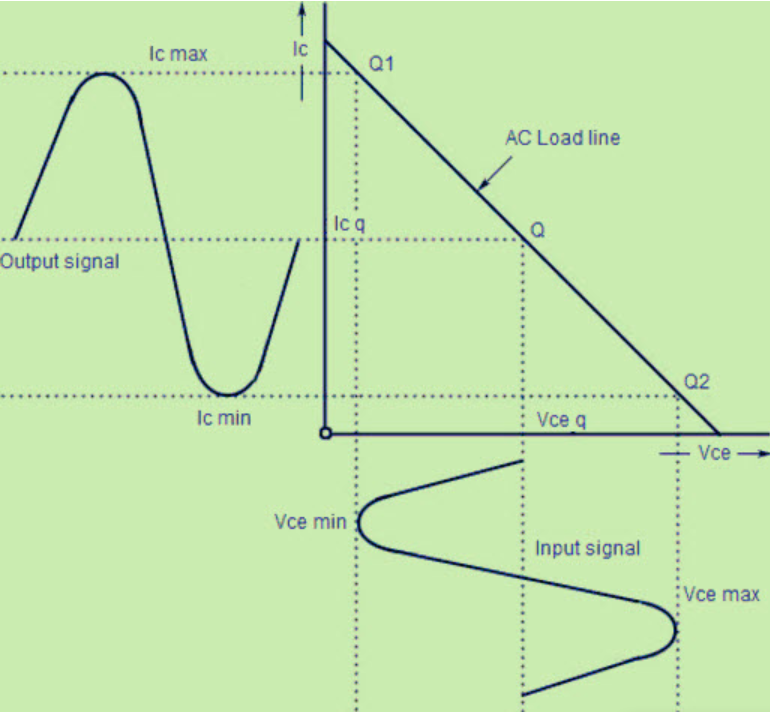 Ic max
Ic
Q1
AC Load line
Ic q
Q
Output signal
Q2
Ic min
Vce q
Vce
Vce min
Input signal
Vce max